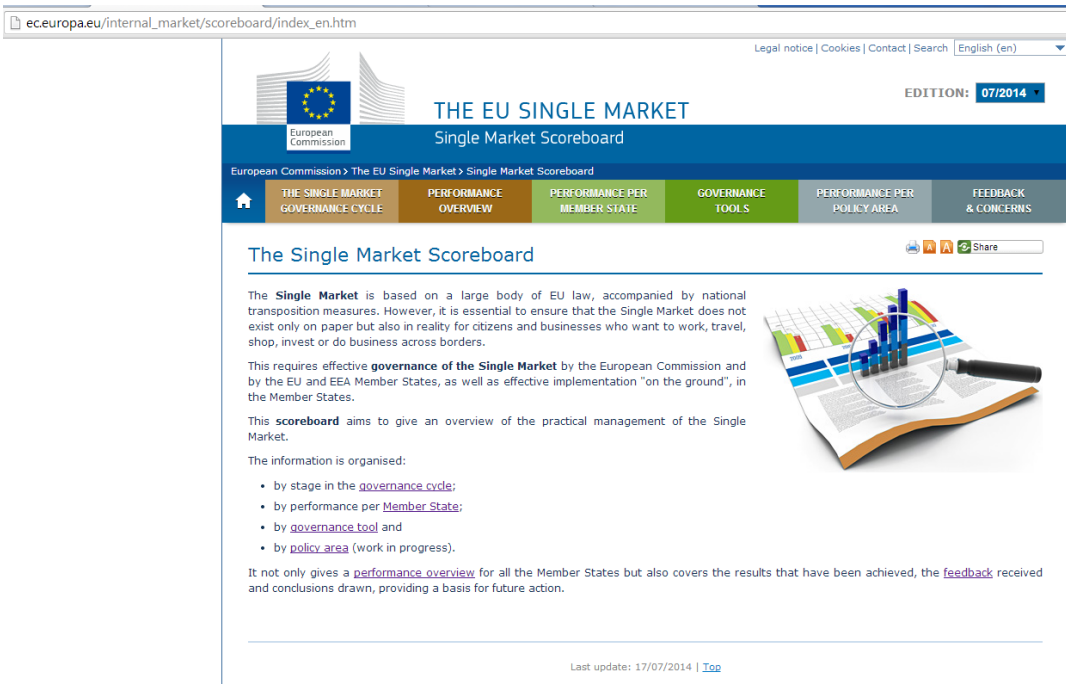 ec.europa.eu/internal_market/scoreboard/index_en.htm
Legal notice | Cookies | Contact | Search English (en)
EDITION: 07/2014
European
Commission
THE EU SINGLE MARKET
Single Market Scoreboard
European Commission > The EU Single Market > Single Market Scoreboard
THE SINGLE MARKET
GOVERNANCE CYCLE
PERFORMANCE
OVERVIEW
PERFORMANCE PER
MEMBER STATE
GOVERNANCE
TOOLS
PERFORMANCE PER
POLICY AREA
FEEDBACK
& CONCERNS
The Single Market Scoreboard
A A Share
The Single Market is based on a large body of EU law, accompanied by national
transposition measures. However, it is essential to ensure that the Single Market does not
exist only on paper but also in reality for citizens and businesses who want to work, travel,
shop, invest or do business across borders.
This requires effective governance of the Single Market by the European Commission and
by the EU and EEA Member States, as well as effective implementation "on the ground", in
the Member States.
This scoreboard aims to give an overview of the practical management of the Single
Market.
The information is organised:
• by stage in the governance cycle;
• by performance per Member State;
• by governance tool and
• by policy area (work in progress).
It not only gives a performance overview for all the Member States but also covers the results that have been achieved, the feedback received
and conclusions drawn, providing a basis for future action.
Last update: 17/07/2014 | Top